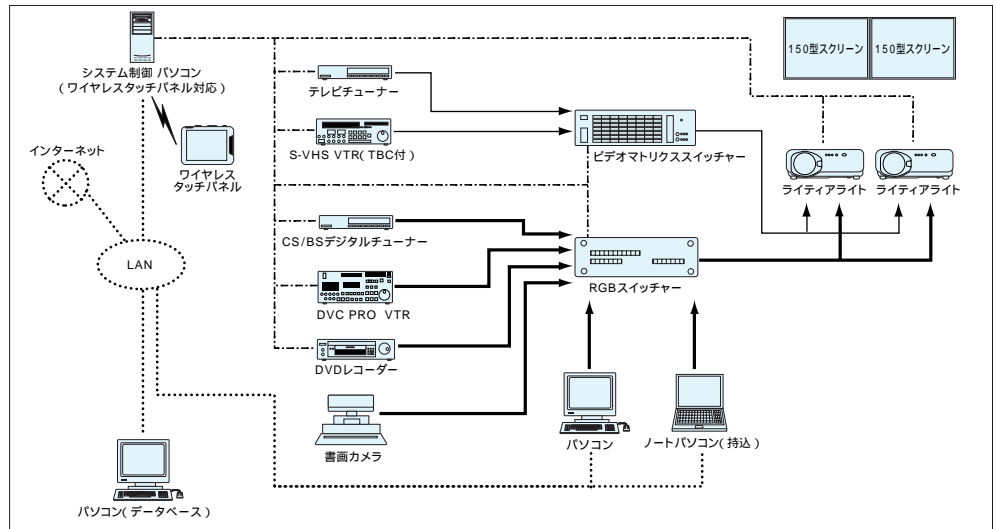 システム制御 パソコン
(ワイヤレスタッチパネル対応)
インターネット
ワイヤレス
タッチパネル
LAN
パソコン(データベース)
テレビチューナー
S-VHS VTR(TBC付)
CS/BSデジタルチューナー
DVC PRO VTR
DVDレコーダー
書画カメラ
ビデオマトリクススイッチャー
RGBスイッチャー
パソコン
ノートパソコン(持込)
150型スクリーン
150型スクリーン
ライティアライト
ライティアライト